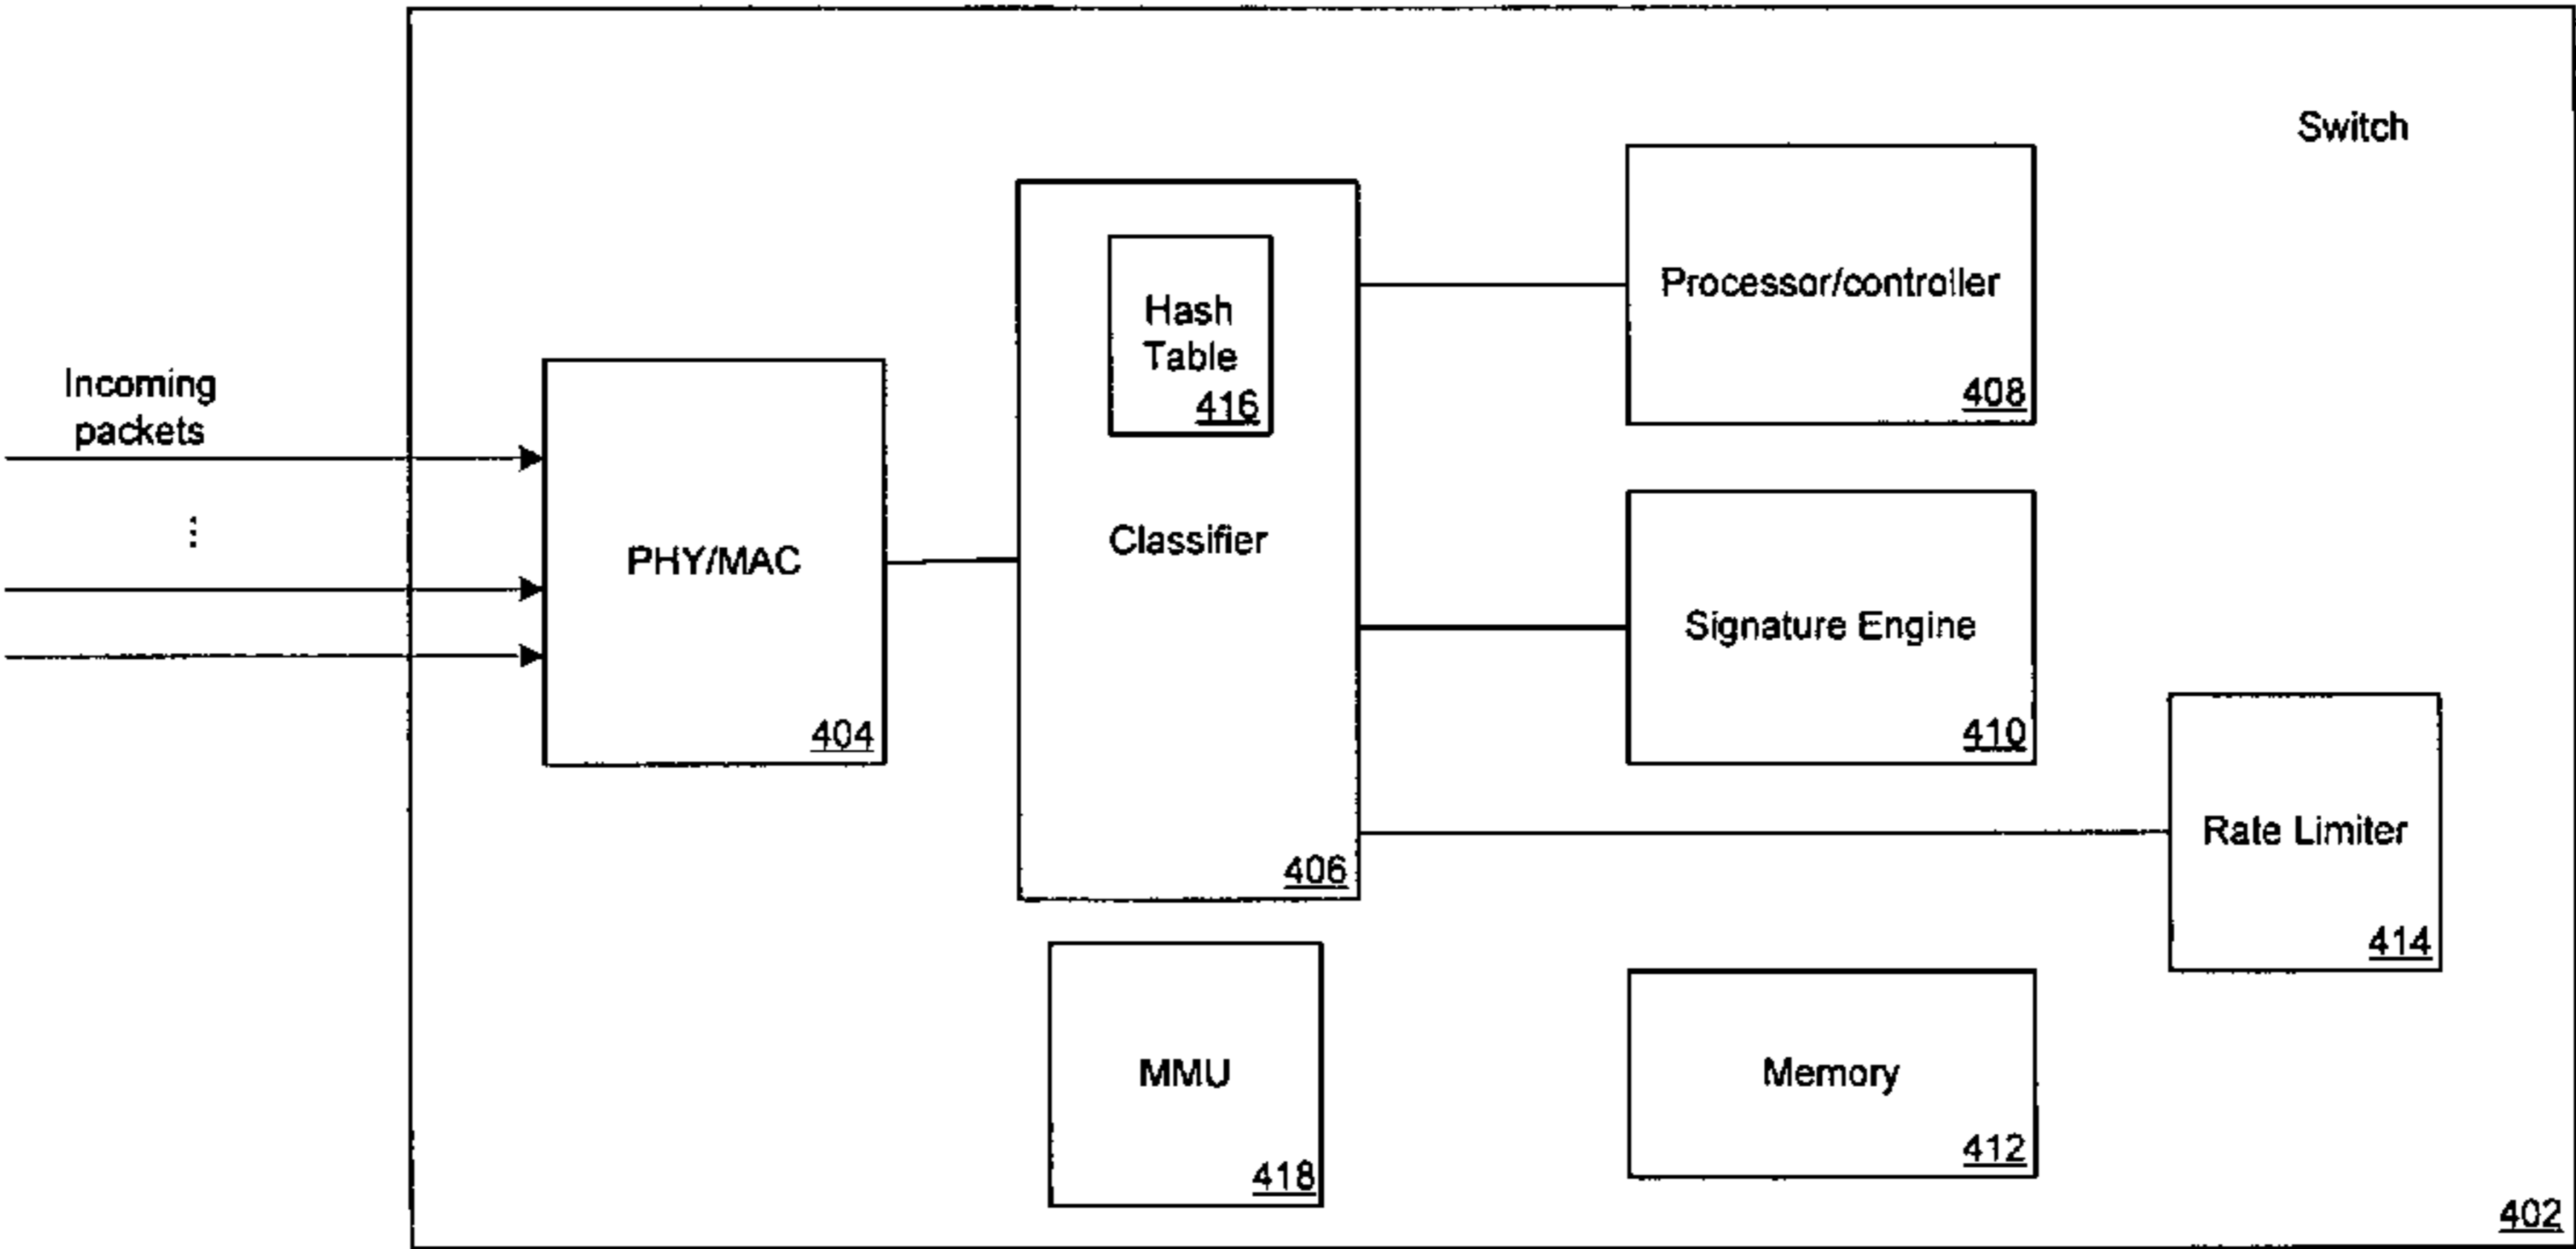 Switch
Incoming
packets
⋮
PHY/MAC
404
Hash
Table
416
Classifier
406
Processor/controller
408
Signature Engine
410
Rate Limiter
414
MMU
418
Memory
412
402